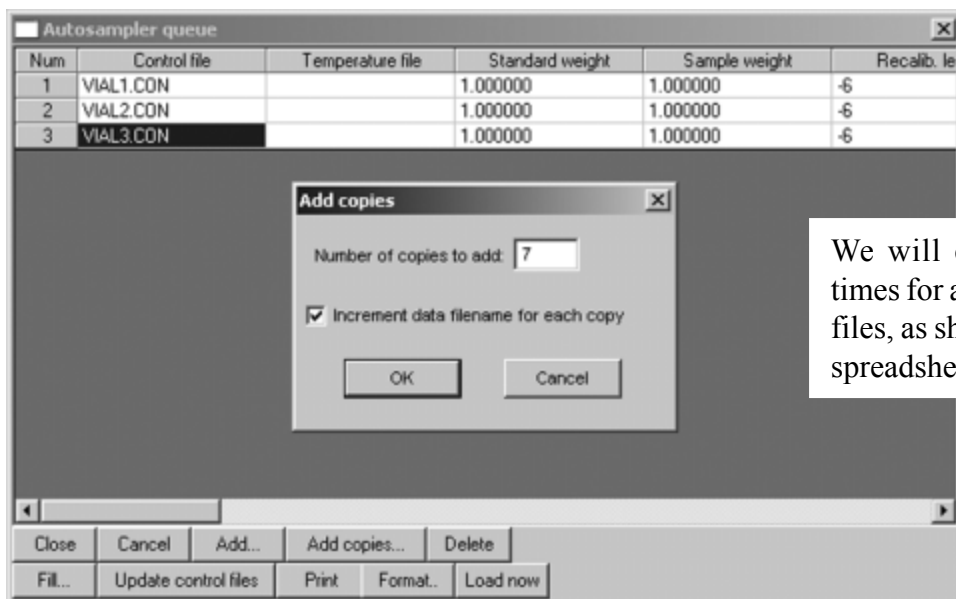 Autosampler queue
Num Control file Temperature file Standard weight Sample weight Recalib. le
1 VIAL1.CON 1.000000 1.000000 -6
2 VIAL2.CON 1.000000 1.000000 -6
3 VIAL3.CON 1.000000 1.000000 -6
Add copies
Number of copies to add: 7
Increment data filename for each copy
OK Cancel
We will
times for a
files, as sh
spreadshe
Close Cancel Add... Add copies... Delete
Fill... Update control files Print Format.. Load now